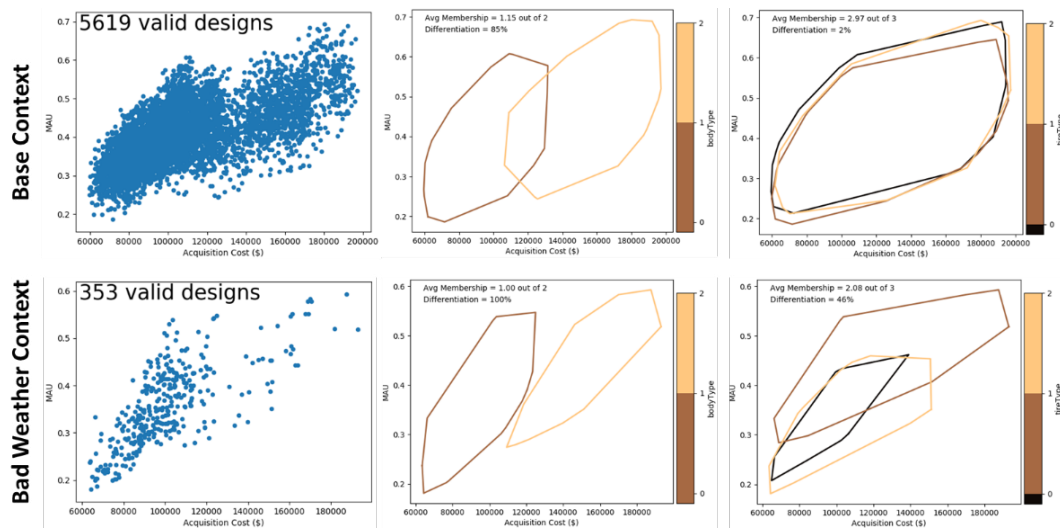 Base Context
5619 valid designs
0.7
0.6
0.5
0.4
0.3
0.2
MAU
60000 80000 100000 120000 140000 160000 180000 200000
Acquisition Cost ($)
Avg Membership = 1.15 out of 2
Differentiation = 85%
0.7
0.6
0.5
0.4
0.3
0.2
MAU
60000 80000 100000 120000 140000 160000 180000 200000
Acquisition Cost ($)
2
1
0
bodyType
Avg Membership = 2.97 out of 3
Differentiation = 2%
0.7
0.6
0.5
0.4
0.3
0.2
MAU
60000 80000 100000 120000 140000 160000 180000 200000
Acquisition Cost ($)
2
1
0
tireType
Bad Weather Context
353 valid designs
0.6
0.5
0.4
0.3
0.2
MAU
60000 80000 100000 120000 140000 160000 180000
Acquisition Cost ($)
Avg Membership = 1.00 out of 2
Differentiation = 100%
0.6
0.5
0.4
0.3
0.2
MAU
60000 80000 100000 120000 140000 160000 180000
Acquisition Cost ($)
2
1
0
bodyType
Avg Membership = 2.08 out of 3
Differentiation = 46%
0.6
0.5
0.4
0.3
0.2
MAU
60000 80000 100000 120000 140000 160000 180000
Acquisition Cost ($)
2
1
0
tireType